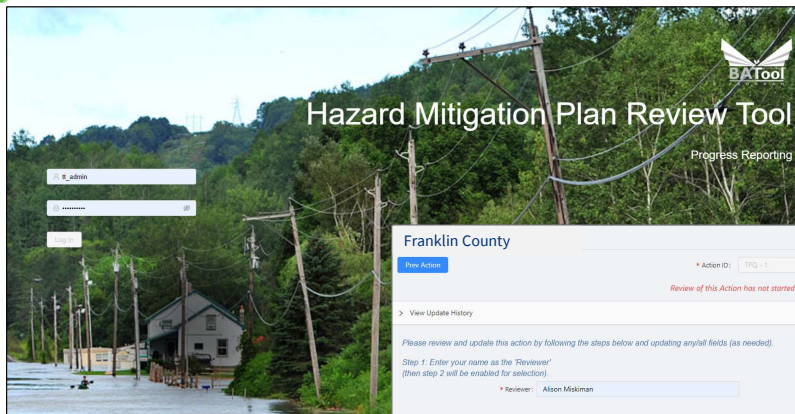 BATool
Hazard Mitigation Plan Review Tool
Progress Reporting
tt_admin
••••••••••
Log in
Franklin County
Prev Action
* Action ID: TPQ - 1
Review of this Action has not started
> View Update History
Please review and update this action by following the steps below and updating any/all fields (as needed).
Step 1: Enter your name as the 'Reviewer'
(then step 2 will be enabled for selection).
* Reviewer: Alison Miskiman